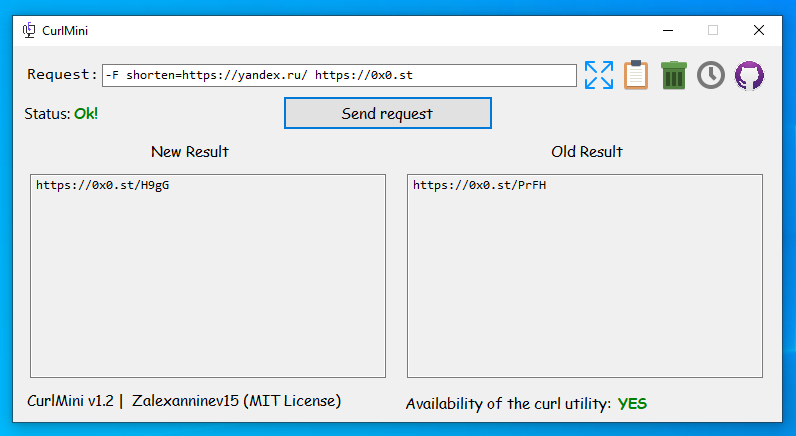 CurlMini
Request: -F shorten=https://yandex.ru/ https://0x0.st
Status: Ok!
Send request
New Result
Old Result
https://0x0.st/H9gG
https://0x0.st/PrFH
CurlMini v1.2 | Zalexanninev15 (MIT License)
Availability of the curl utility: YES